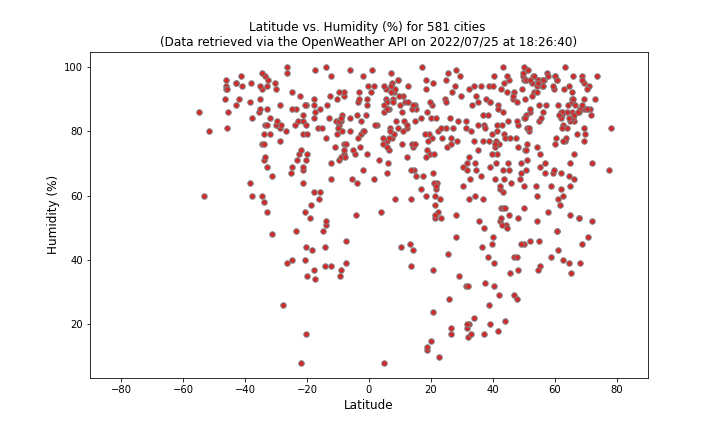 Latitude vs. Humidity (%) for 581 cities
(Data retrieved via the OpenWeather API on 2022/07/25 at 18:26:40)
100
80
60
40
20
Humidity (%)
−80 −60 −40 −20 0 20 40 60 80
Latitude